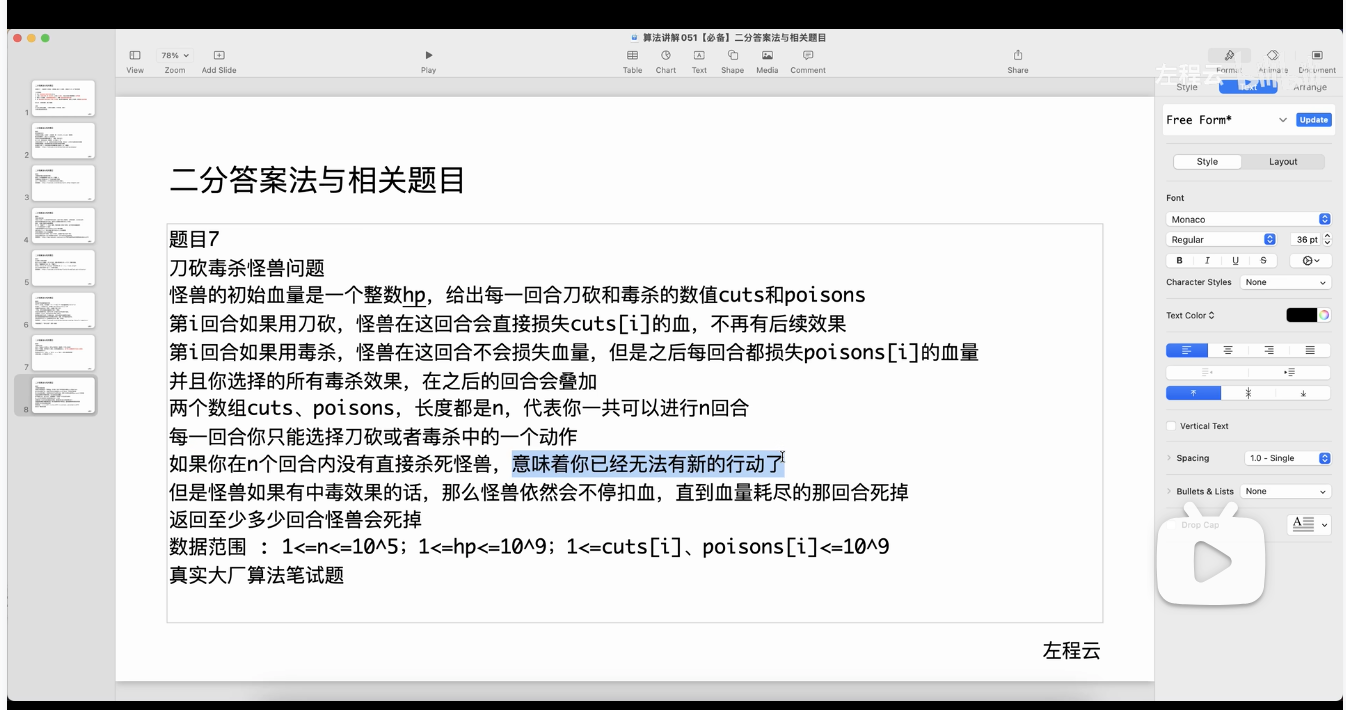 算法讲解051【必备】二分答案法与相关题目
78%
View
Zoom
Add Slide
Play
Table
Chart
Text
Shape
Media
Comment
Share
Format
Animate
Document
左程云
Style
Text
Arrange
1
2
3
4
5
6
7
8
二分答案法与相关题目
题目7
刀砍毒杀怪兽问题
怪兽的初始血量是一个整数hp，给出每一回合刀砍和毒杀的数值cuts和poisons
第i回合如果用刀砍，怪兽在这回合会直接损失cuts[i]的血，不再有后续效果
第i回合如果用毒杀，怪兽在这回合不会损失血量，但是之后每回合都损失poisons[i]的血量
并且你选择的所有毒杀效果，在之后的回合会叠加
两个数组cuts、poisons，长度都是n，代表你一共可以进行n回合
每一回合你只能选择刀砍或者毒杀中的一个动作
如果你在n个回合内没有直接杀死怪兽，意味着你已经无法有新的行动了
但是怪兽如果有中毒效果的话，那么怪兽依然会不停扣血，直到血量耗尽的那回合死掉
返回至少多少回合怪兽会死掉
数据范围 : 1<=n<=10^5；1<=hp<=10^9；1<=cuts[i]、poisons[i]<=10^9
真实大厂算法笔试题
左程云
Free Form*
Update
Style
Layout
Font
Monaco
Regular
36 pt
B I U S
Character Styles
None
Text Color
Vertical Text
Spacing
1.0 - Single
Bullets & Lists
None
Drop Cap
A